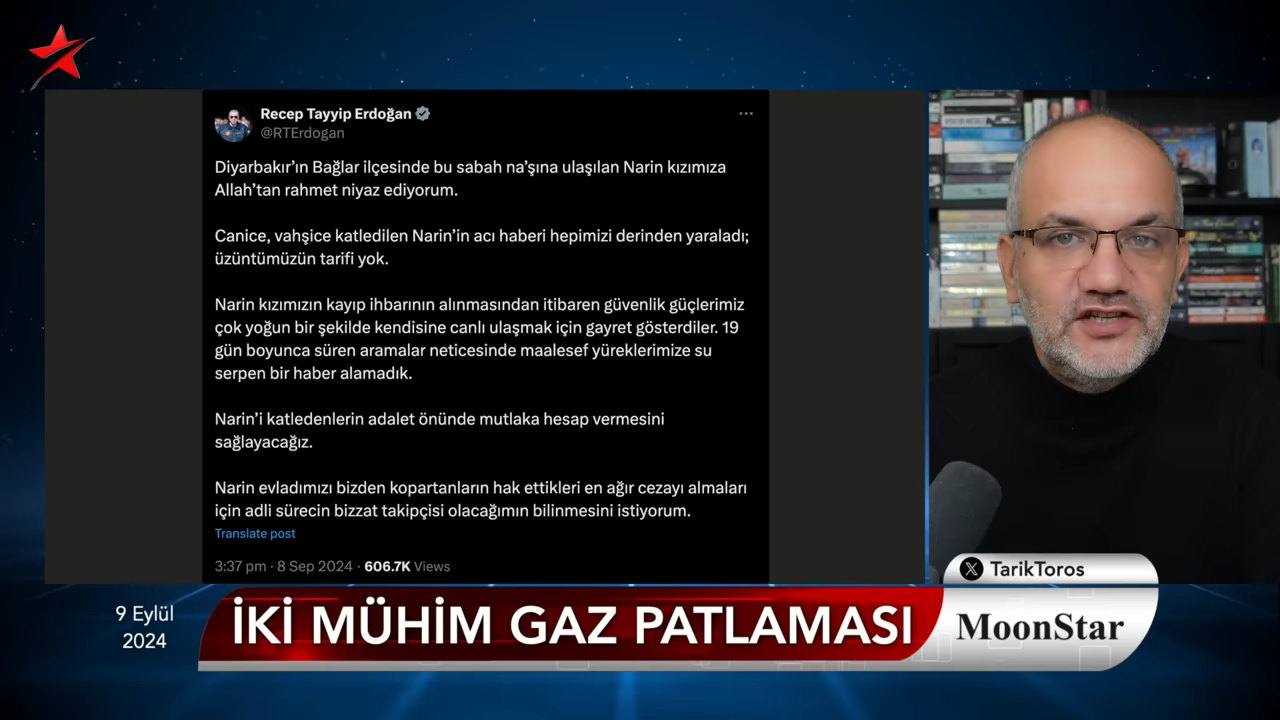 Recep Tayyip Erdoğan
@RTErdogan
Diyarbakır’ın Bağlar ilçesinde bu sabah na’şına ulaşılan Narin kızımıza
Allah’tan rahmet niyaz ediyorum.
Canice, vahşice katledilen Narin’in acı haberi hepimizi derinden yaraladı;
üzüntümüzün tarifi yok.
Narin kızımızın kayıp ihbarının alınmasından itibaren güvenlik güçlerimiz
çok yoğun bir şekilde kendisine canlı ulaşmak için gayret gösterdiler. 19
gün boyunca süren aramalar neticesinde maalesef yüreklerimize su
serpen bir haber alamadık.
Narin’i katledenlerin adalet önünde mutlaka hesap vermesini
sağlayacağız.
Narin evladımızı bizden kopartanların hak ettikleri en ağır cezayı almaları
için adli sürecin bizzat takipçisi olacağımın bilinmesini istiyorum.
Translate post
3:37 pm · 8 Sep 2024 · 606.7K Views
X TarikToros
9 Eylül
2024
İKİ MÜHİM GAZ PATLAMASI
MoonStar